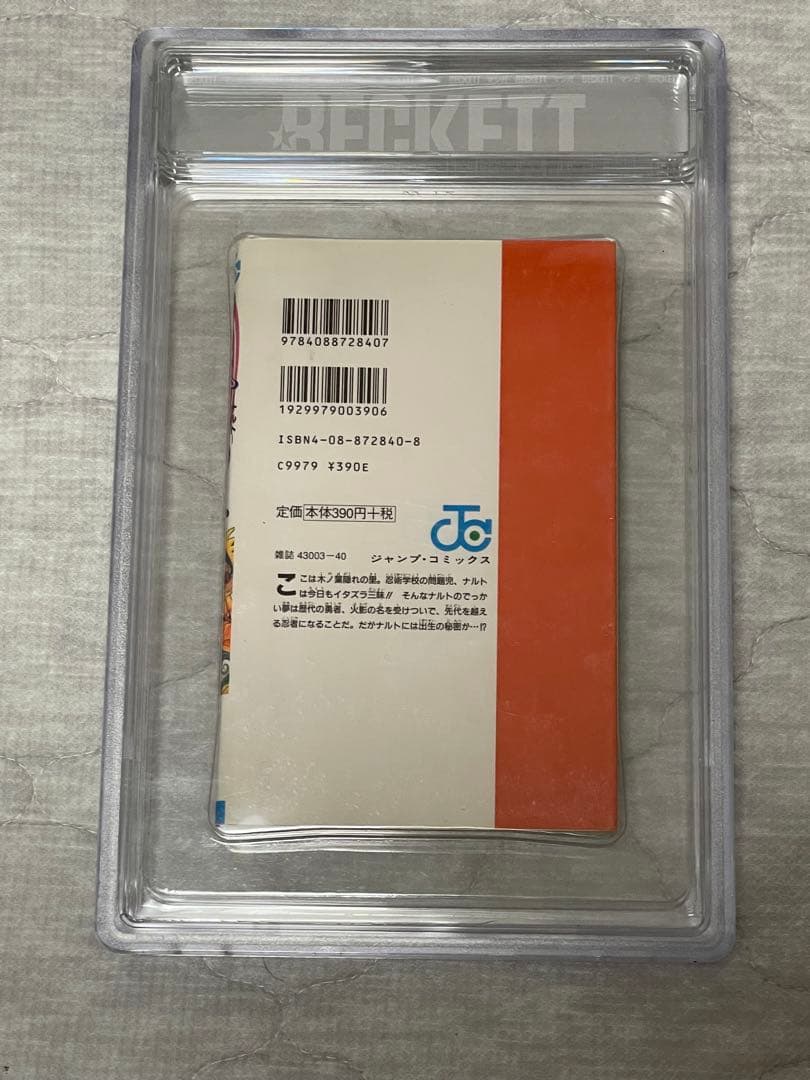 BECKETT
9784088728407
1929979003906
ISBN4-08-872840-8
C9979 ¥390E
定価 本体390円+税
雑誌 43003-40
ジャンプ・コミックス
ここは木ノ葉隠れの里。忍術学校の問題児、ナルト
は今日もイタズラ三昧!! そんなナルトのでっか
い夢は歴代の勇者、火影の名を受けついで、先代を越え
る忍者になることだ。だがナルトには出生の秘密が…!?